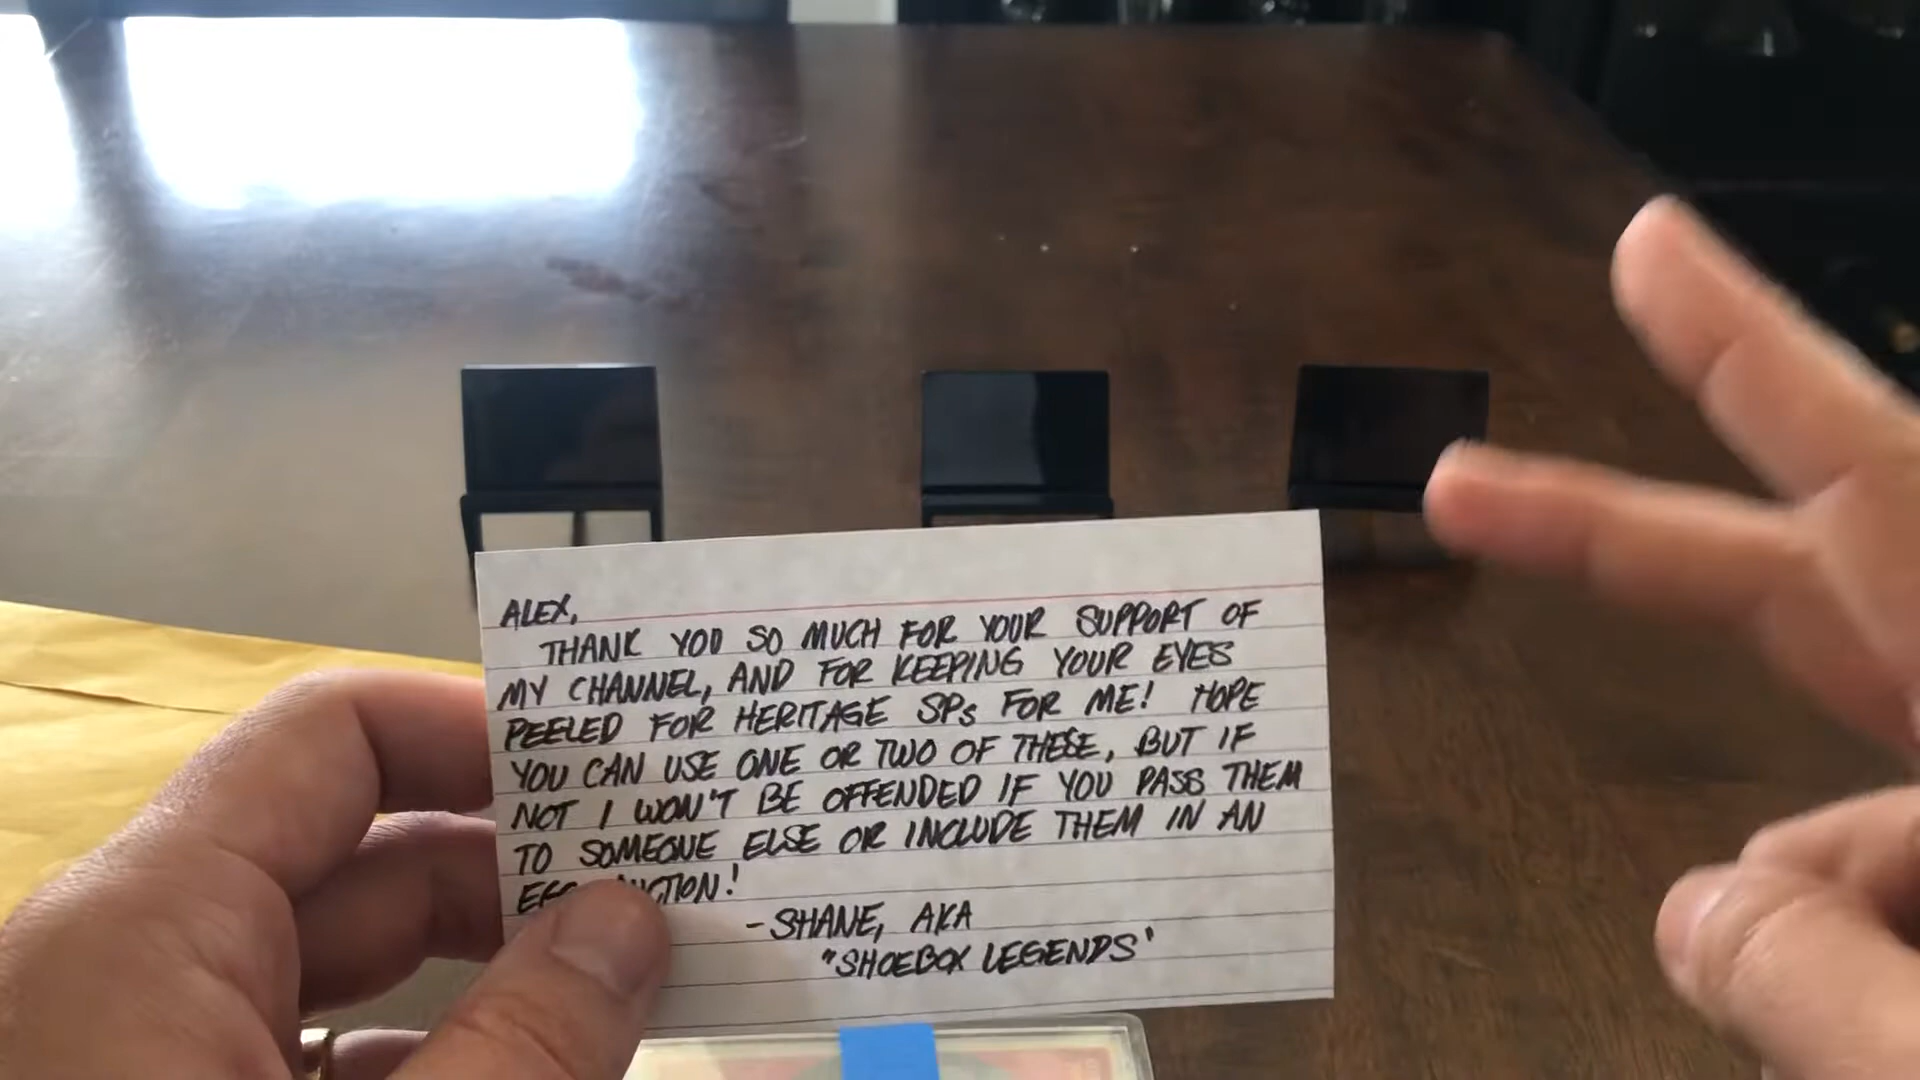 ALEX,
THANK YOU SO MUCH FOR YOUR SUPPORT OF
MY CHANNEL, AND FOR KEEPING YOUR EYES
PEELED FOR HERITAGE SPs FOR ME! HOPE
YOU CAN USE ONE OR TWO OF THESE, BUT IF
NOT I WON'T BE OFFENDED IF YOU PASS THEM
TO SOMEONE ELSE OR INCLUDE THEM IN AN
!
-SHANE, AKA
"SHOEBOX LEGENDS"